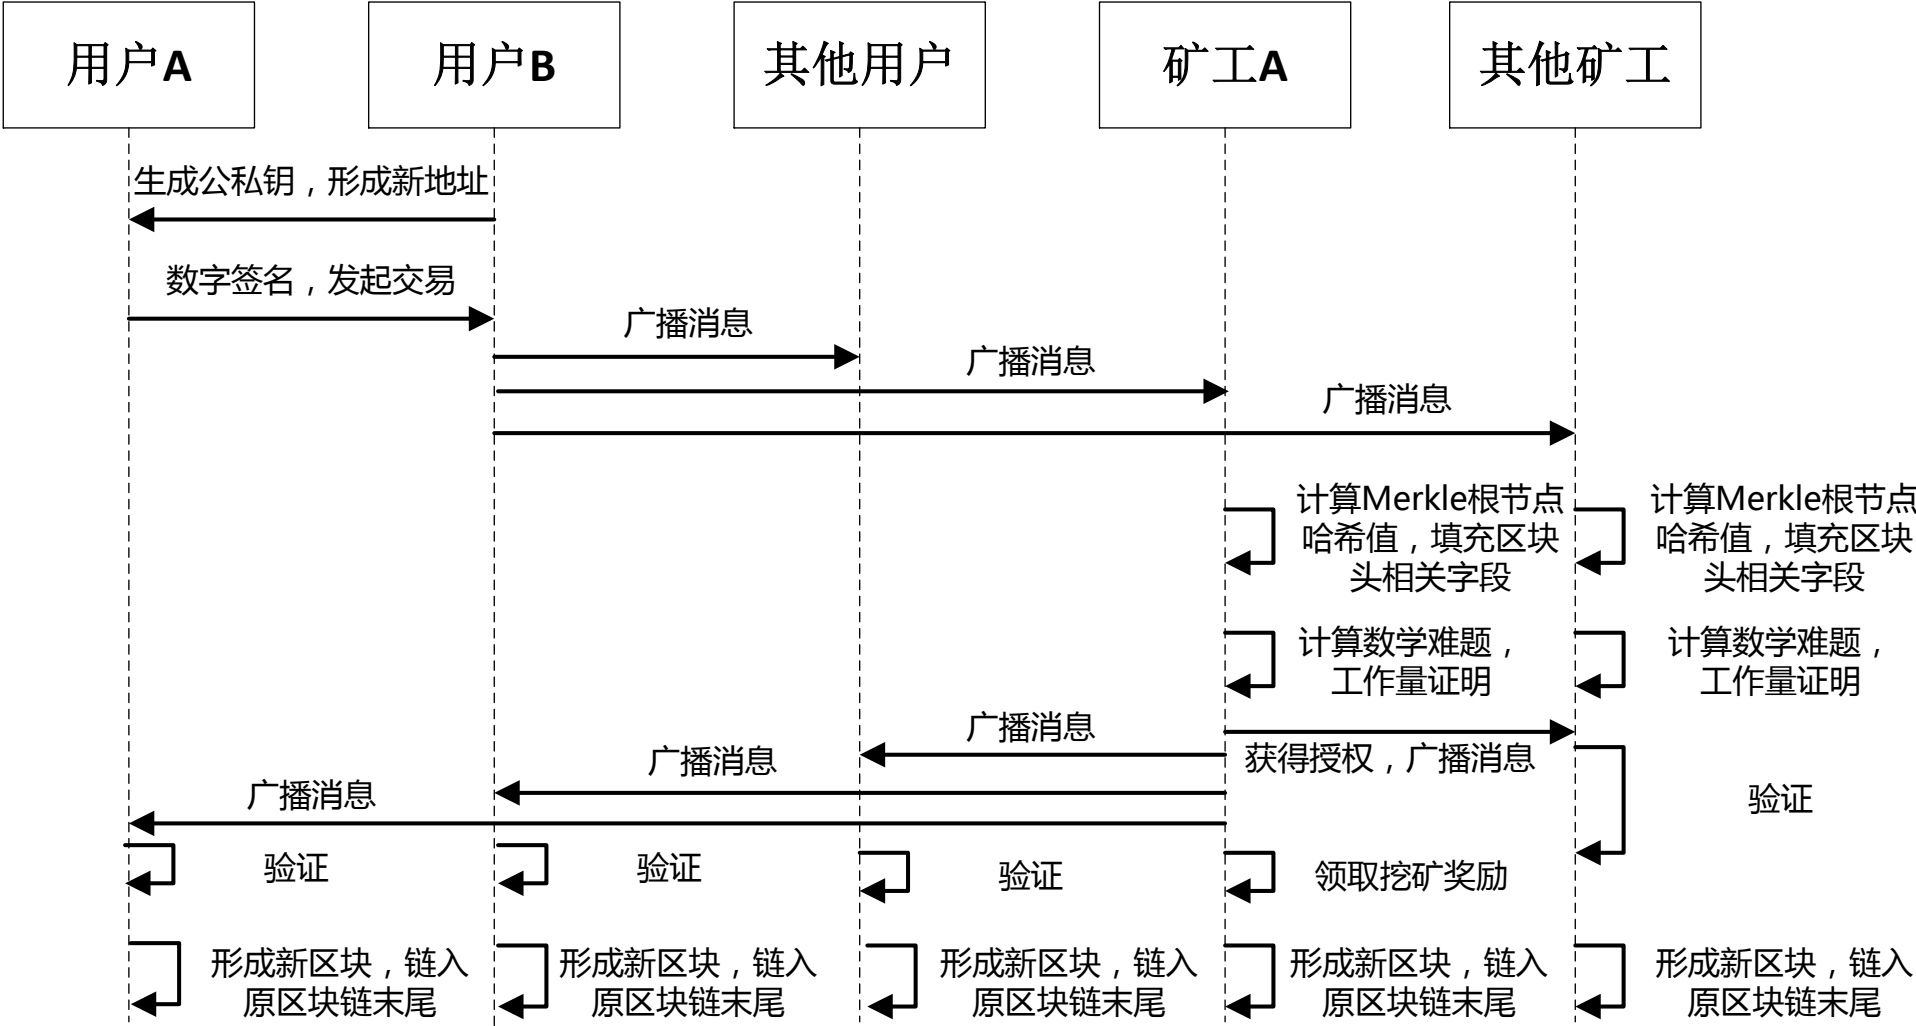 用户A
用户B
其他用户
矿工A
其他矿工
生成公私钥，形成新地址
数字签名，发起交易
广播消息
广播消息
广播消息
计算Merkle根节点
哈希值，填充区块
头相关字段
计算Merkle根节点
哈希值，填充区块
头相关字段
计算数学难题，
工作量证明
计算数学难题，
工作量证明
广播消息
获得授权，广播消息
广播消息
广播消息
验证
验证
验证
验证
领取挖矿奖励
形成新区块，链入
原区块链末尾
形成新区块，链入
原区块链末尾
形成新区块，链入
原区块链末尾
形成新区块，链入
原区块链末尾
形成新区块，链入
原区块链末尾